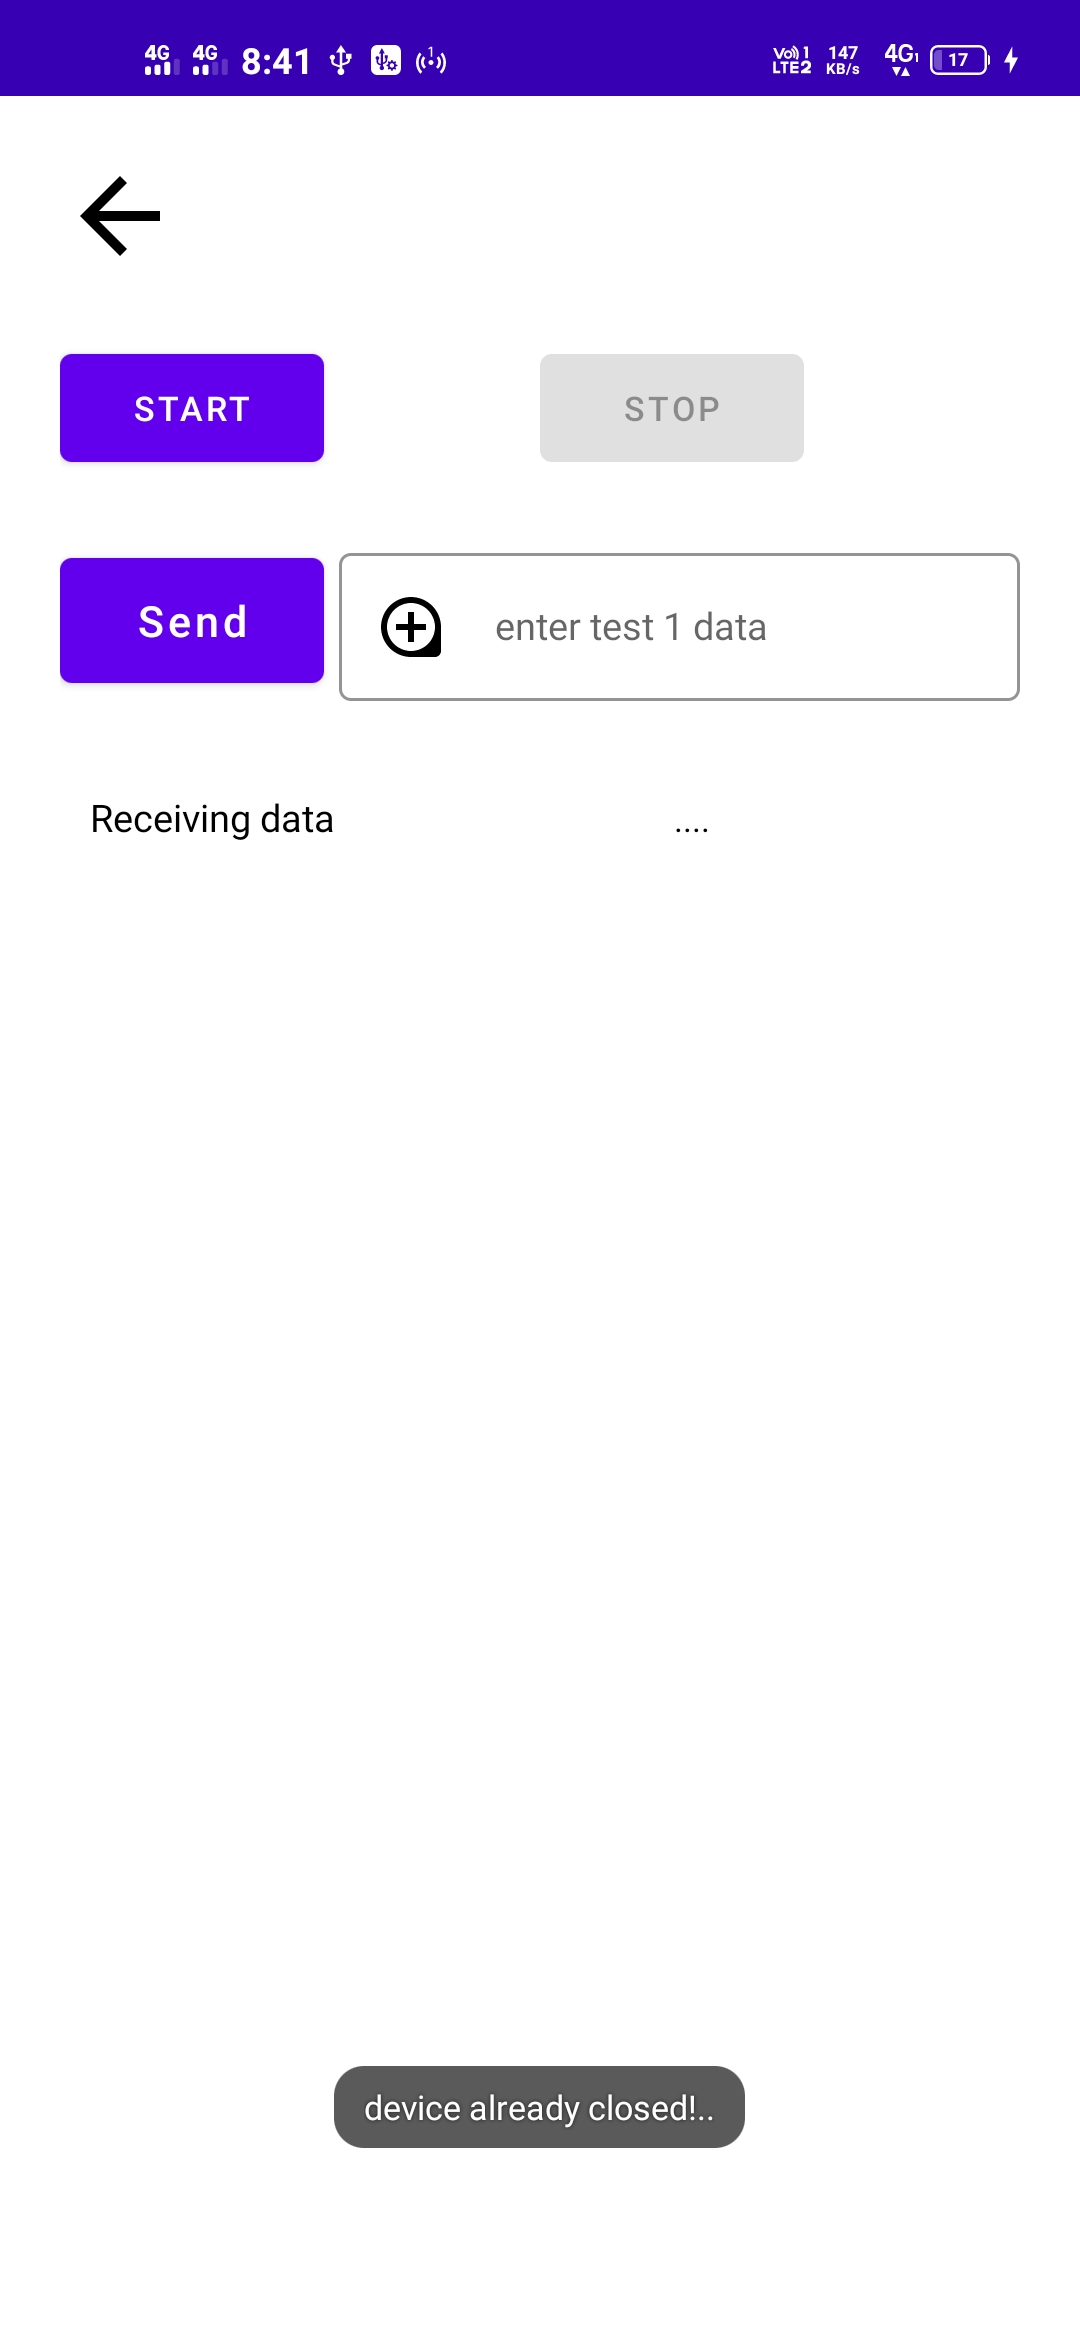 4G 4G 8:41 1 Vo)) 1 LTE2 147 KB/s 4G 17
START STOP
Send enter test 1 data
Receiving data ....
device already closed!..